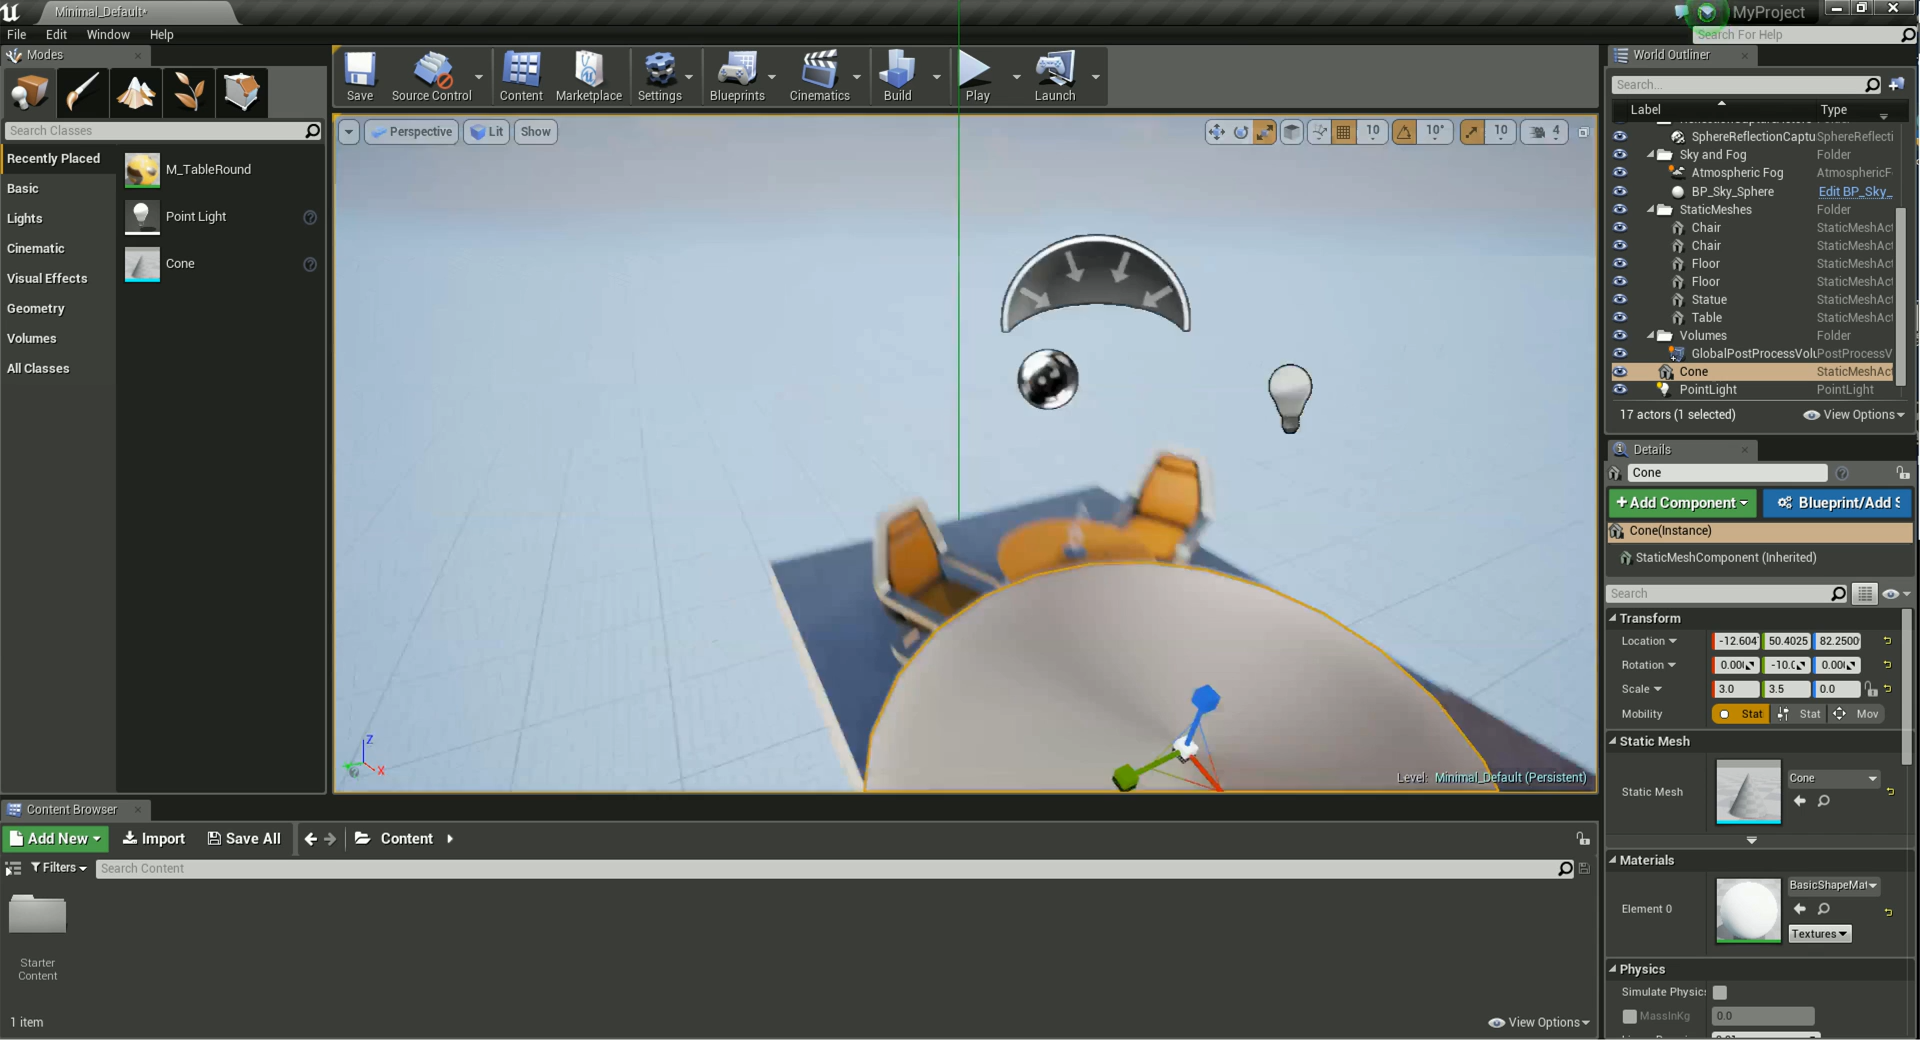 Minimal_Default*
MyProject
File Edit Window Help
Search For Help
Modes
Search Classes
Recently Placed
Basic
Lights
Cinematic
Visual Effects
Geometry
Volumes
All Classes
M_TableRound
Point Light
Cone
Save
Source Control
Content
Marketplace
Settings
Blueprints
Cinematics
Build
Play
Launch
Perspective
Lit
Show
10
10°
10
4
Z
X
Level: Minimal_Default (Persistent)
World Outliner
Search...
Label Type
SphereReflectionCaptu SphereReflecti
Sky and Fog Folder
Atmospheric Fog AtmosphericF
BP_Sky_Sphere Edit BP_Sky_
StaticMeshes Folder
Chair StaticMeshAct
Chair StaticMeshAct
Floor StaticMeshAct
Floor StaticMeshAct
Statue StaticMeshAct
Table StaticMeshAct
Volumes Folder
GlobalPostProcessVolu PostProcessV
Cone StaticMeshAct
PointLight PointLight
17 actors (1 selected) View Options
Details
Cone
+Add Component Blueprint/Add S
Cone(Instance)
StaticMeshComponent (Inherited)
Search
Transform
Location -12.604 50.4025 82.2500
Rotation 0.00 -10.0 0.00
Scale 3.0 3.5 0.0
Mobility Stat Stat Mov
Static Mesh
Static Mesh Cone
Materials
Element 0 BasicShapeMat
Textures
Physics
Simulate Physics
MassInKg 0.0
Content Browser
Add New Import Save All Content
Filters Search Content
Starter
Content
1 item View Options